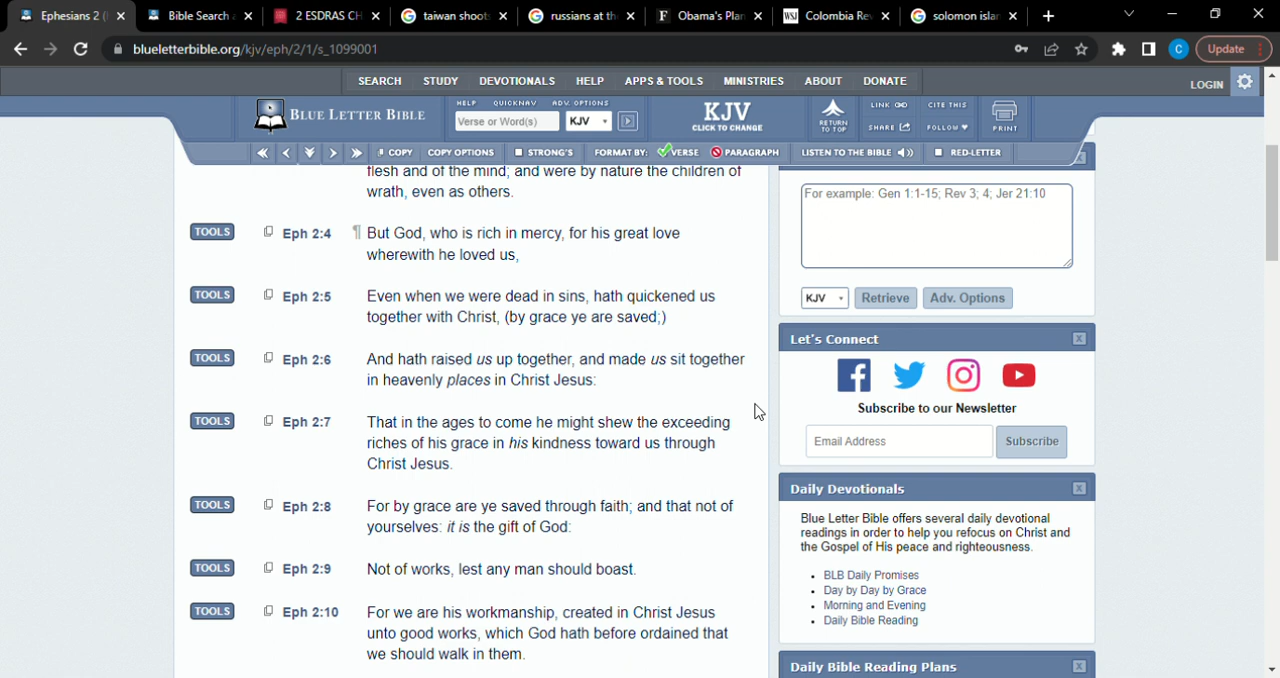 Ephesians 2 (
Bible Search a
2 ESDRAS CH
taiwan shoots
russians at the
Obama's Plan
WSJ
Colombia Rev
solomon islan
blueletterbible.org/kjv/eph/2/1/s_1099001
C
Update
SEARCH STUDY DEVOTIONALS HELP APPS & TOOLS MINISTRIES ABOUT DONATE
LOGIN
BLUE LETTER BIBLE
HELP QUICKNAV ADV. OPTIONS
Verse or Word(s)
KJV
KJV
CLICK TO CHANGE
RETURN
TO TOP
LINK
CITE THIS
SHARE
FOLLOW
PRINT
COPY COPY OPTIONS STRONG'S FORMAT BY: VERSE PARAGRAPH LISTEN TO THE BIBLE RED-LETTER
flesh and of the mind; and were by nature the children of
wrath, even as others.
TOOLS Eph 2:4 ¶ But God, who is rich in mercy, for his great love
wherewith he loved us,
TOOLS Eph 2:5 Even when we were dead in sins, hath quickened us
together with Christ, (by grace ye are saved;)
TOOLS Eph 2:6 And hath raised us up together, and made us sit together
in heavenly places in Christ Jesus:
TOOLS Eph 2:7 That in the ages to come he might shew the exceeding
riches of his grace in his kindness toward us through
Christ Jesus.
TOOLS Eph 2:8 For by grace are ye saved through faith; and that not of
yourselves: it is the gift of God:
TOOLS Eph 2:9 Not of works, lest any man should boast.
TOOLS Eph 2:10 For we are his workmanship, created in Christ Jesus
unto good works, which God hath before ordained that
we should walk in them.
For example: Gen 1:1-15; Rev 3; 4; Jer 21:10
KJV Retrieve Adv. Options
Let's Connect
Subscribe to our Newsletter
Email Address Subscribe
Daily Devotionals
Blue Letter Bible offers several daily devotional
readings in order to help you refocus on Christ and
the Gospel of His peace and righteousness.
BLB Daily Promises
Day by Day by Grace
Morning and Evening
Daily Bible Reading
Daily Bible Reading Plans